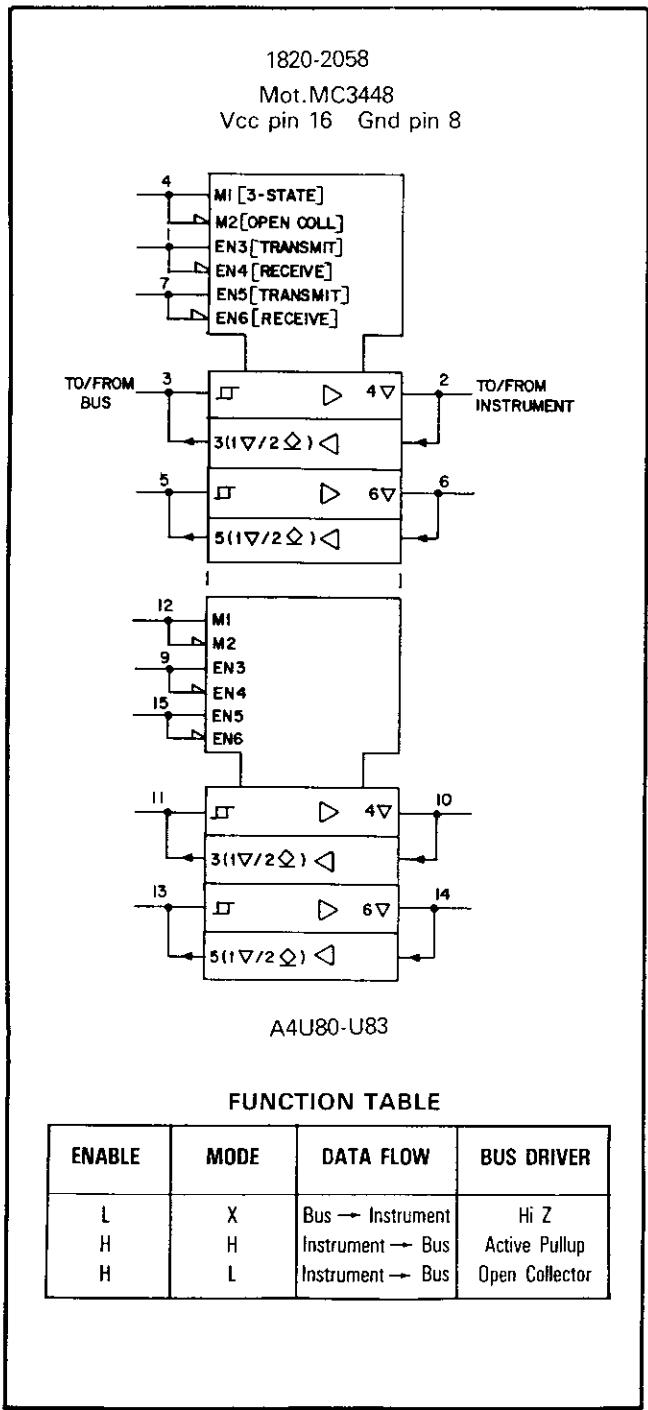 1820-2058
Mot.MC3448
Vcc pin 16 Gnd pin 8
4
M1 [3-STATE]
M2[OPEN COLL]
EN3[TRANSMIT]
EN4[RECEIVE]
7
EN5[TRANSMIT]
EN6[RECEIVE]
TO/FROM BUS
3
4▽
2
TO/FROM INSTRUMENT
3(1▽/2⎐)
5
6▽
6
5(1▽/2⎐)
12
M1
M2
9
EN3
EN4
15
EN5
EN6
11
4▽
10
3(1▽/2⎐)
13
6▽
14
5(1▽/2⎐)
A4U80-U83
FUNCTION TABLE
ENABLE MODE DATA FLOW BUS DRIVER
L X Bus → Instrument Hi Z
H H Instrument → Bus Active Pullup
H L Instrument → Bus Open Collector